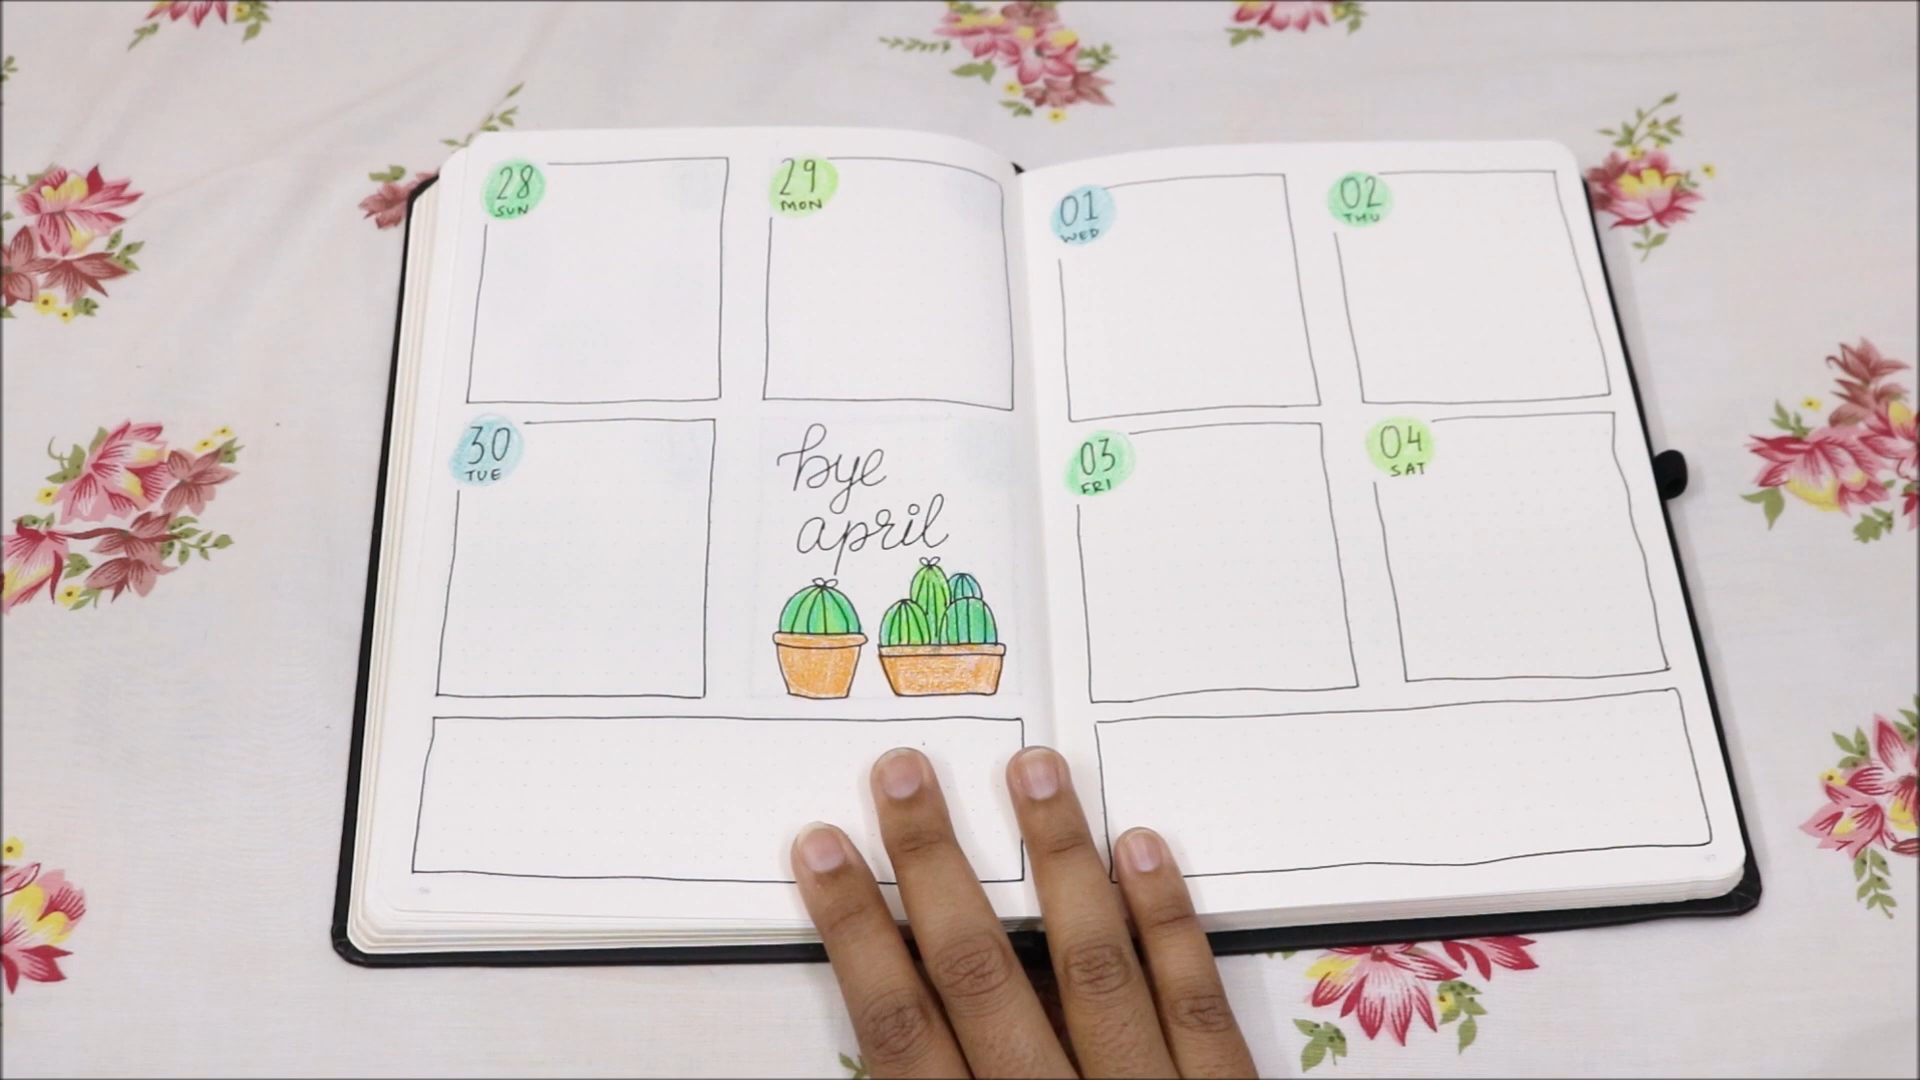 28
SUN
29
MON
30
TUE
bye
april
01
WED
02
THU
03
FRI
04
SAT